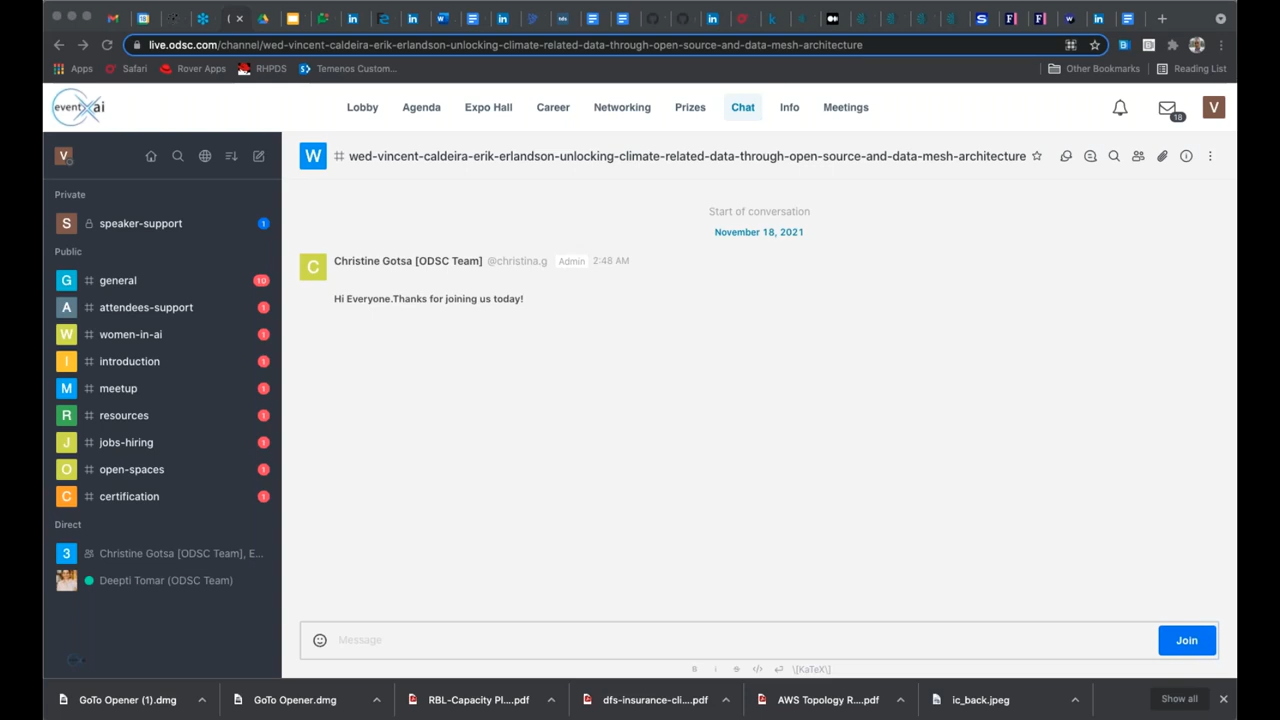 live.odsc.com/channel/wed-vincent-caldeira-erik-erlandson-unlocking-climate-related-data-through-open-source-and-data-mesh-architecture
Apps Safari Rover Apps RHPDS Temenos Custom... Other Bookmarks Reading List
event ai Lobby Agenda Expo Hall Career Networking Prizes Chat Info Meetings 18 V
V
W # wed-vincent-caldeira-erik-erlandson-unlocking-climate-related-data-through-open-source-and-data-mesh-architecture
Private
S speaker-support 1
Public
G # general 10
A # attendees-support 1
W # women-in-ai 1
I # introduction 1
M # meetup 1
R # resources 1
J # jobs-hiring 1
O # open-spaces 1
C # certification 1
Direct
3 Christine Gotsa [ODSC Team], E...
Deepti Tomar (ODSC Team)
Start of conversation
November 18, 2021
C Christine Gotsa [ODSC Team] @christina.g Admin 2:48 AM
Hi Everyone.Thanks for joining us today!
Message Join
B i S </> \[KaTeX\]
GoTo Opener (1).dmg GoTo Opener.dmg RBL-Capacity Pl....pdf dfs-insurance-cli....pdf AWS Topology R....pdf ic_back.jpeg Show all